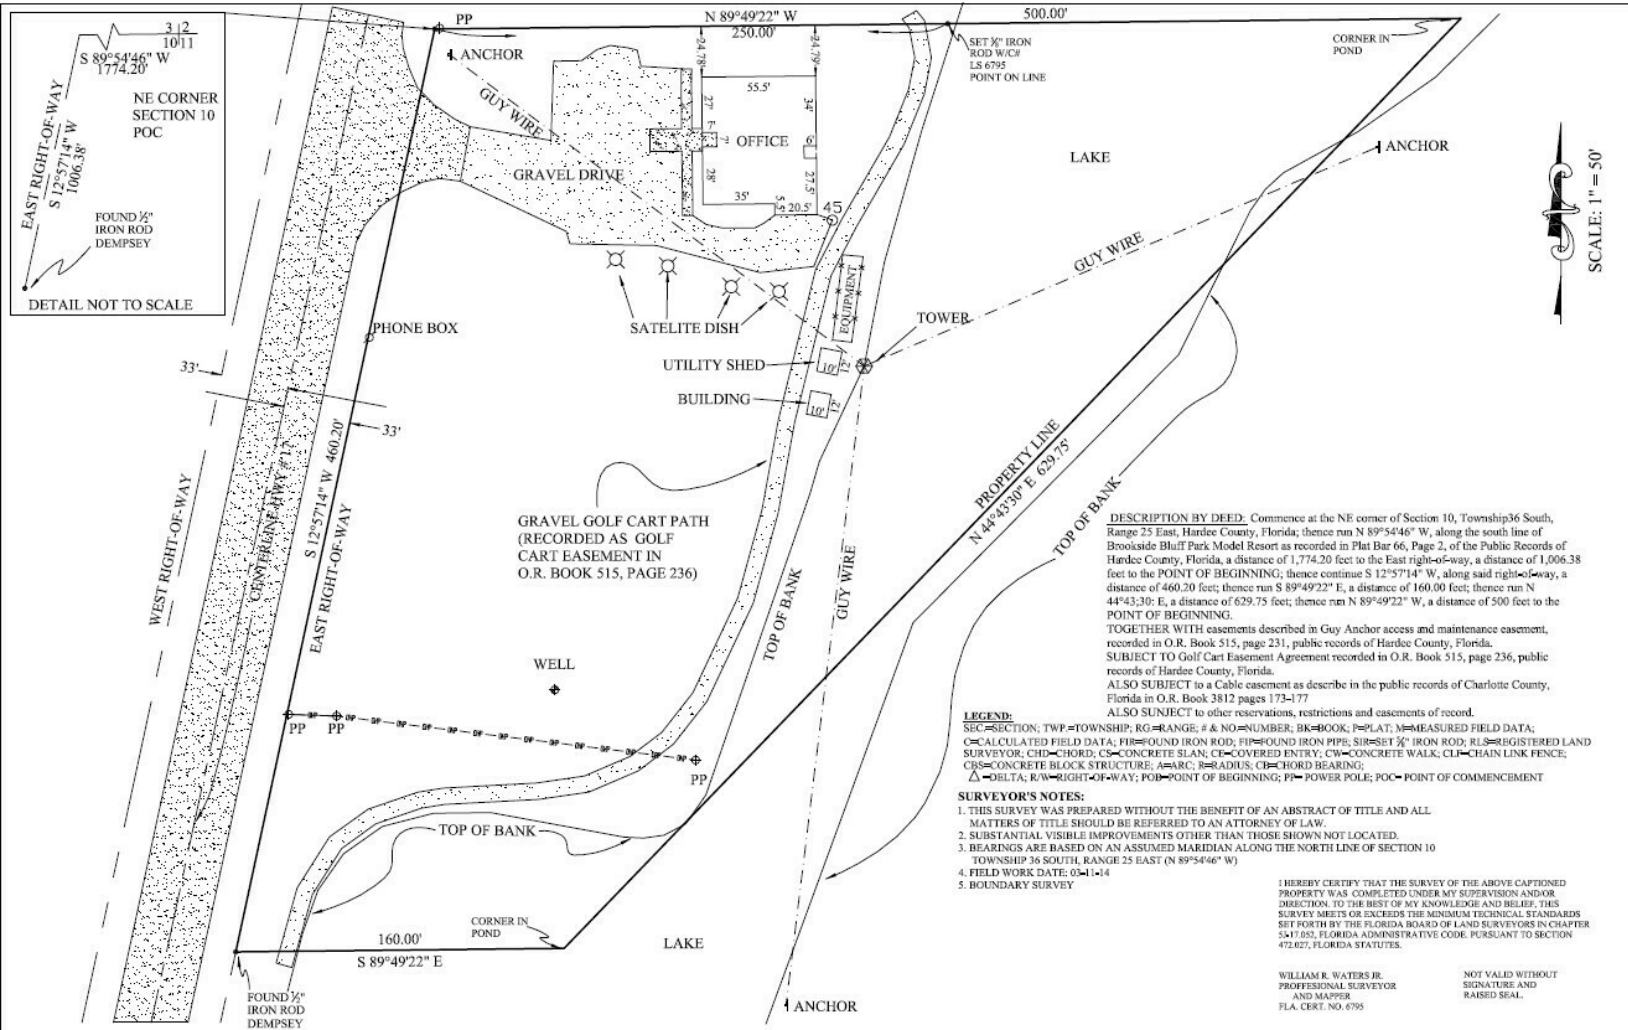 3 | 2
10 | 11
S 89°54'46" W
1774.20'
NE CORNER
SECTION 10
POC
EAST RIGHT-OF-WAY
S 12°57'14" W
1006.38'
FOUND ½"
IRON ROD
DEMPSEY
DETAIL NOT TO SCALE
PP
ANCHOR
GUY WIRE
N 89°49'22" W
250.00'
500.00'
24.78'
24.79'
SET ⅝" IRON
ROD W/C#
LS 6795
POINT ON LINE
CORNER IN
POND
55.5'
27'
34'
7'
7'
OFFICE
6'
28'
27.5'
35'
5.5'
20.5'
45
GRAVEL DRIVE
LAKE
ANCHOR
GUY WIRE
SCALE: 1" = 50'
SATELITE DISH
EQUIPMENT
TOWER
PHONE BOX
UTILITY SHED
10'
12'
BUILDING
10'
12'
33'
33'
WEST RIGHT-OF-WAY
CENTERLINE HWY # 17
S 12°57'14" W 460.20'
EAST RIGHT-OF-WAY
GRAVEL GOLF CART PATH
(RECORDED AS GOLF
CART EASEMENT IN
O.R. BOOK 515, PAGE 236)
PROPERTY LINE
N 44°43'30" E 629.75'
TOP OF BANK
TOP OF BANK
GUY WIRE
WELL
PP
PP
OHP OHP OHP OHP OHP OHP OHP OHP OHP OHP OHP
PP
TOP OF BANK
CORNER IN
POND
160.00'
S 89°49'22" E
LAKE
FOUND ½"
IRON ROD
DEMPSEY
ANCHOR
DESCRIPTION BY DEED: Commence at the NE corner of Section 10, Township36 South,
Range 25 East, Hardee County, Florida; thence run N 89°54'46" W, along the south line of
Brookside Bluff Park Model Resort as recorded in Plat Bar 66, Page 2, of the Public Records of
Hardee County, Florida, a distance of 1,774.20 feet to the East right-of-way, a distance of 1,006.38
feet to the POINT OF BEGINNING; thence continue S 12°57'14" W, along said right-of-way, a
distance of 460.20 feet; thence run S 89°49'22" E, a distance of 160.00 feet; thence run N
44°43;30: E, a distance of 629.75 feet; thence run N 89°49'22" W, a distance of 500 feet to the
POINT OF BEGINNING.
TOGETHER WITH easements described in Guy Anchor access and maintenance easement,
recorded in O.R. Book 515, page 231, public records of Hardee County, Florida.
SUBJECT TO Golf Cart Easement Agreement recorded in O.R. Book 515, page 236, public
records of Hardee County, Florida.
ALSO SUBJECT to a Cable easement as describe in the public records of Charlotte County,
Florida in O.R. Book 3812 pages 173-177
ALSO SUNJECT to other reservations, restrictions and easements of record.
LEGEND:
SEC.=SECTION; TWP.=TOWNSHIP; RG.=RANGE; # & NO.=NUMBER; BK=BOOK; P=PLAT; M=MEASURED FIELD DATA;
C=CALCULATED FIELD DATA; FIR=FOUND IRON ROD; FIP=FOUND IRON PIPE; SIR=SET ⅝" IRON ROD; RLS=REGISTERED LAND
SURVEYOR; CHD=CHORD; CS=CONCRETE SLAN; CE=COVERED ENTRY; CW=CONCRETE WALK; CLF=CHAIN LINK FENCE;
CBS=CONCRETE BLOCK STRUCTURE; A=ARC; R=RADIUS; CB=CHORD BEARING;
△ =DELTA; R/W=RIGHT-OF-WAY; POB=POINT OF BEGINNING; PP= POWER POLE; POC= POINT OF COMMENCEMENT
SURVEYOR'S NOTES:
1. THIS SURVEY WAS PREPARED WITHOUT THE BENEFIT OF AN ABSTRACT OF TITLE AND ALL
MATTERS OF TITLE SHOULD BE REFERRED TO AN ATTORNEY OF LAW.
2. SUBSTANTIAL VISIBLE IMPROVEMENTS OTHER THAN THOSE SHOWN NOT LOCATED.
3. BEARINGS ARE BASED ON AN ASSUMED MARIDIAN ALONG THE NORTH LINE OF SECTION 10
TOWNSHIP 36 SOUTH, RANGE 25 EAST (N 89°54'46" W)
4. FIELD WORK DATE: 03-11-14
5. BOUNDARY SURVEY
I HEREBY CERTIFY THAT THE SURVEY OF THE ABOVE CAPTIONED
PROPERTY WAS COMPLETED UNDER MY SUPERVISION AND/OR
DIRECTION. TO THE BEST OF MY KNOWLEDGE AND BELIEF, THIS
SURVEY MEETS OR EXCEEDS THE MINIMUM TECHNICAL STANDARDS
SET FORTH BY THE FLORIDA BOARD OF LAND SURVEYORS IN CHAPTER
5J-17.052, FLORIDA ADMINISTRATIVE CODE. PURSUANT TO SECTION
472.027, FLORIDA STATUTES.
WILLIAM R. WATERS JR.
PROFFESIONAL SURVEYOR
AND MAPPER
FLA. CERT. NO. 6795
NOT VALID WITHOUT
SIGNATURE AND
RAISED SEAL.